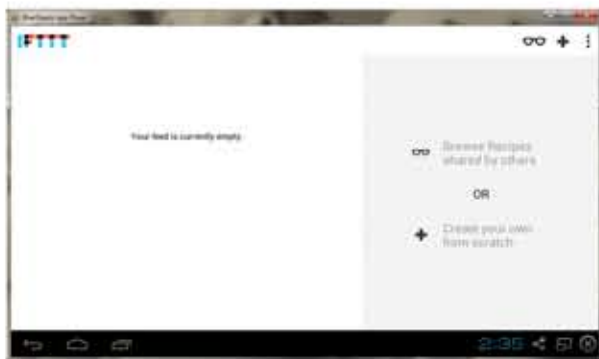 IFTTT
Your feed is currently empty.
Browse Recipes
shared by others
OR
Create your own
from scratch
2:35